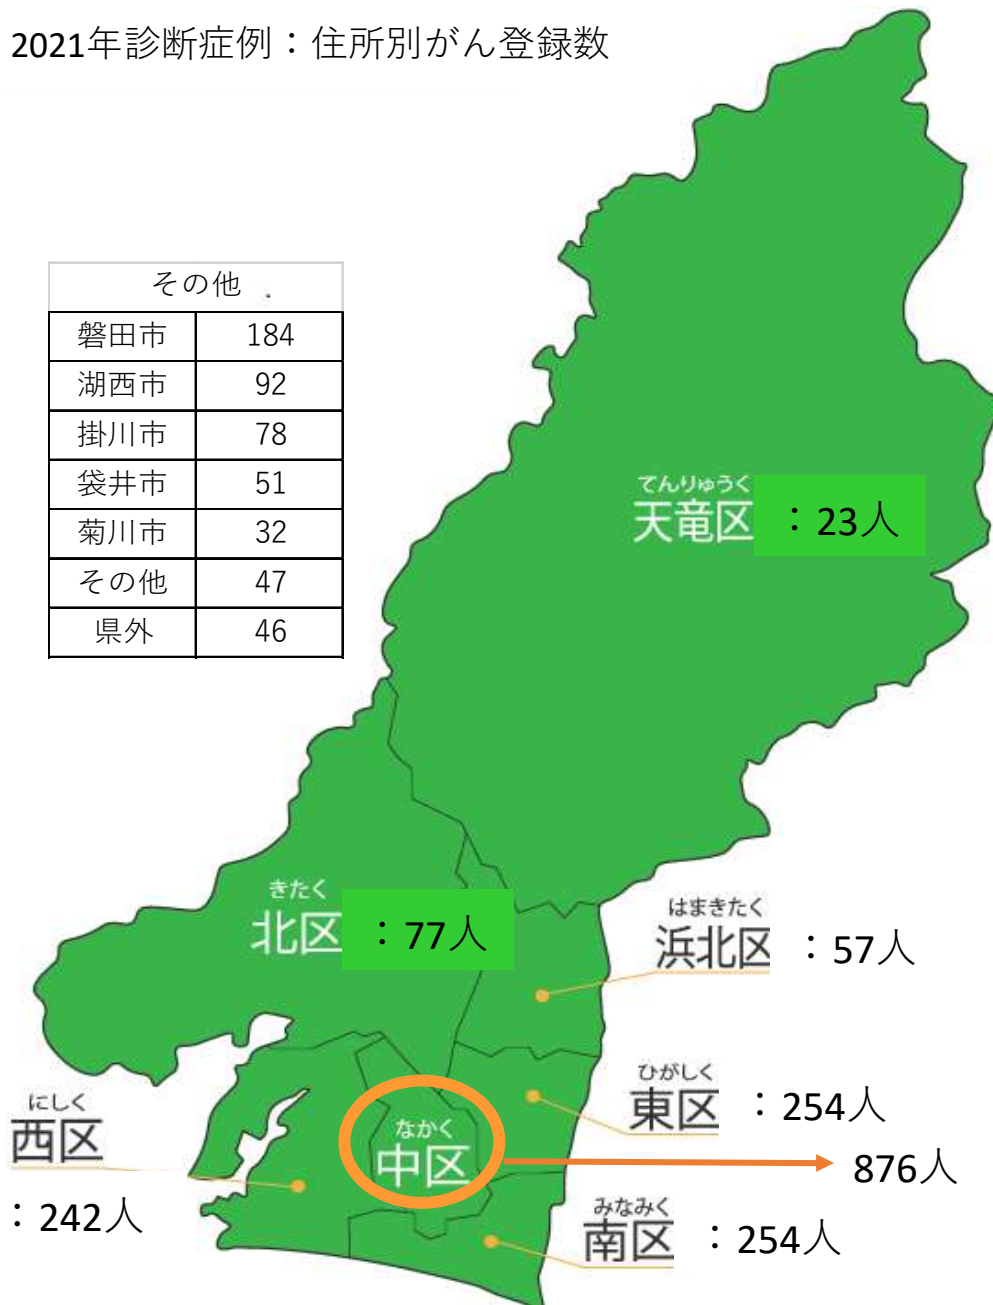 2021年診断症例：住所別がん登録数
その他
磐田市 184
湖西市 92
掛川市 78
袋井市 51
菊川市 32
その他 47
県外 46
てんりゅうく
天竜区 ：23人
きたく
北区 ：77人
はまきたく
浜北区 ：57人
ひがしく
東区 ：254人
にしく
西区
：242人
なかく
中区
876人
みなみく
南区 ：254人